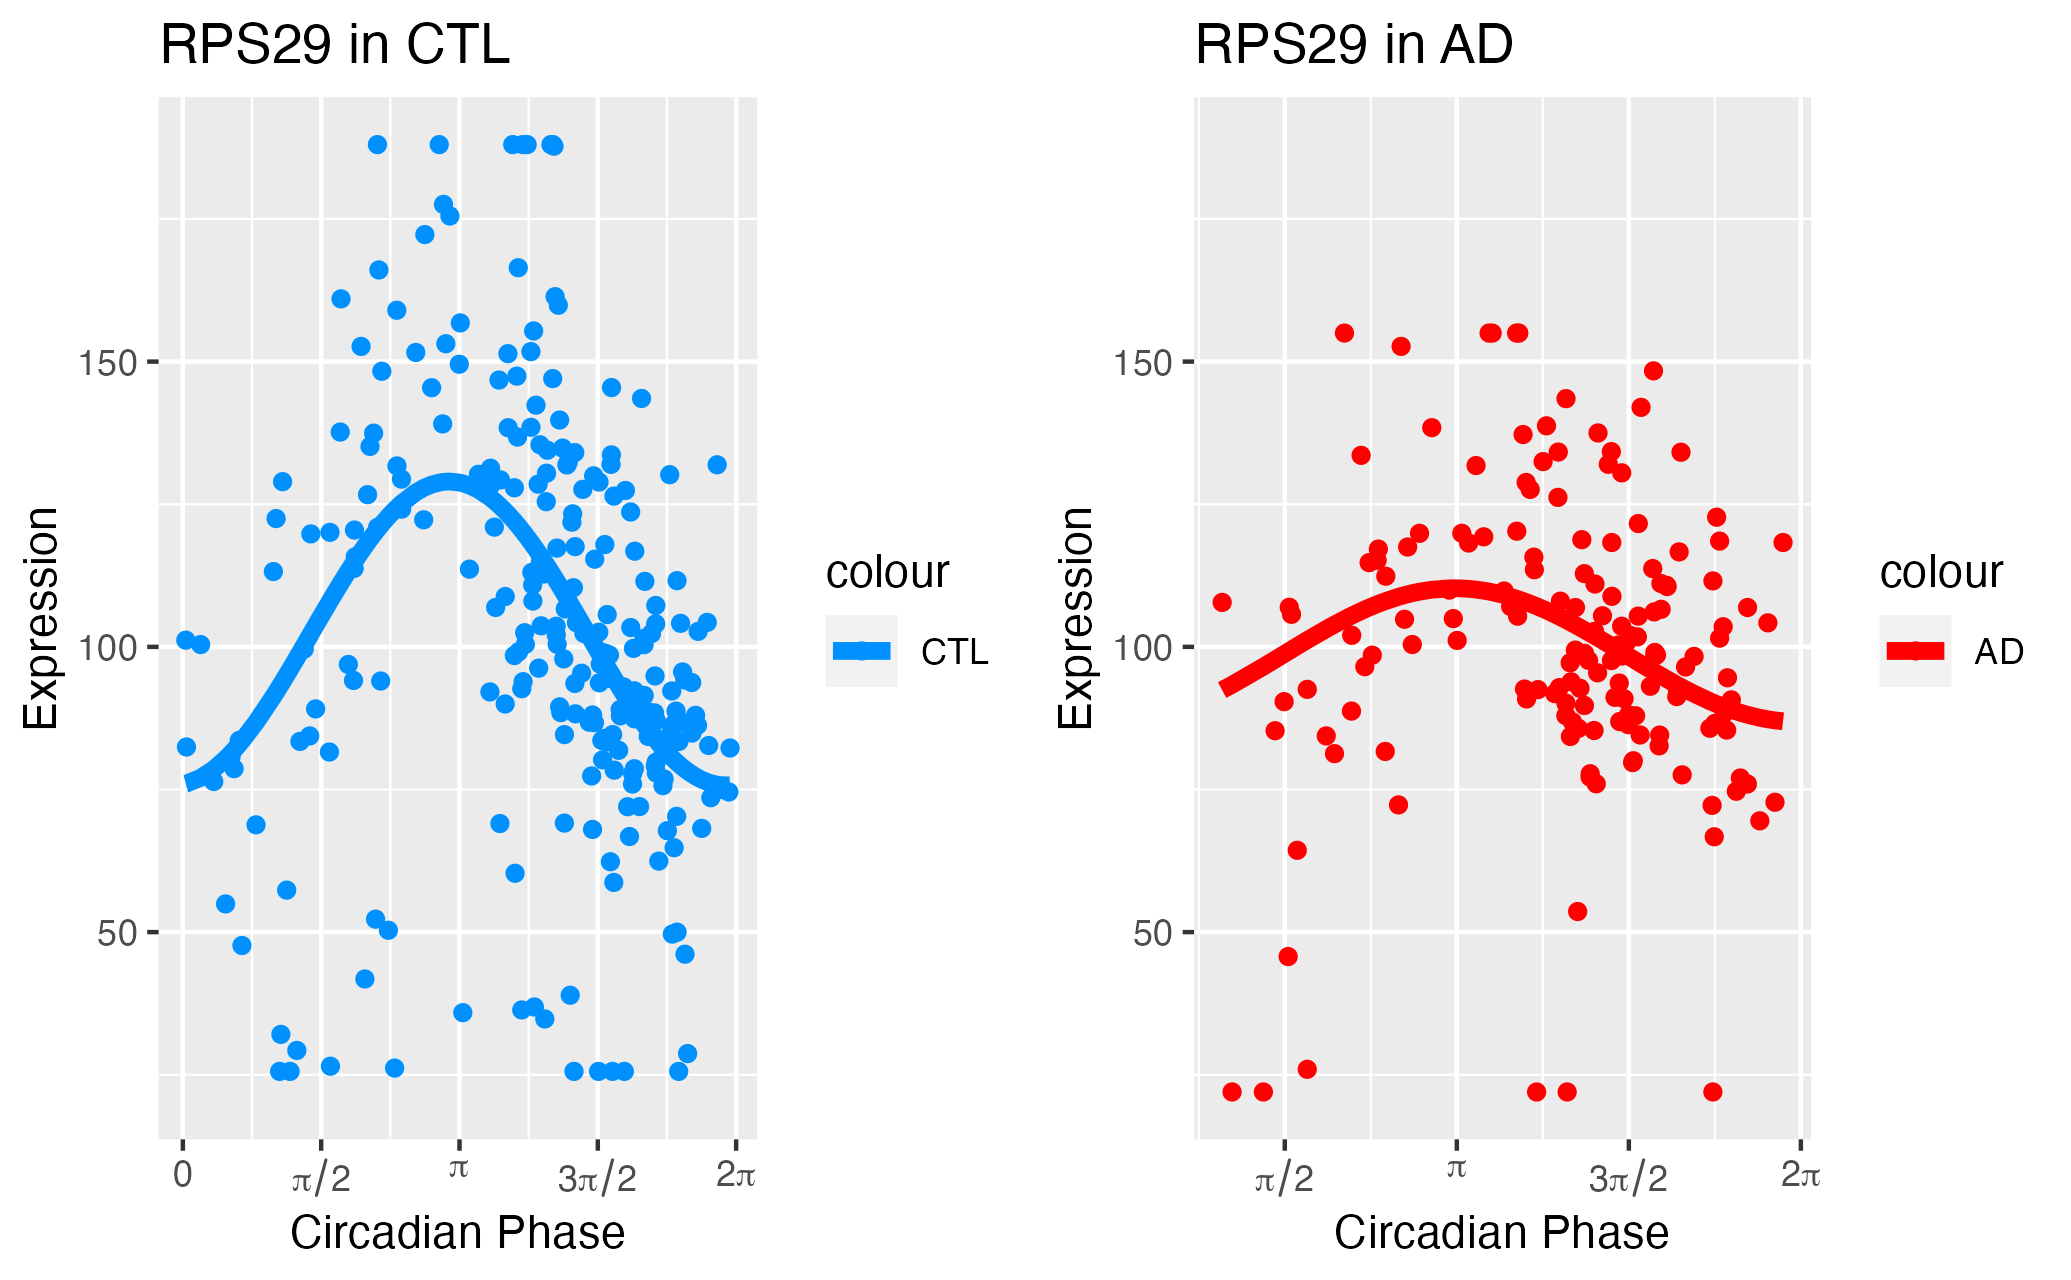 RPS29 in CTL
150
100
50
Expression
0
π/2
π
3π/2
2π
Circadian Phase
colour
CTL
RPS29 in AD
150
100
50
Expression
π/2
π
3π/2
2π
Circadian Phase
colour
AD